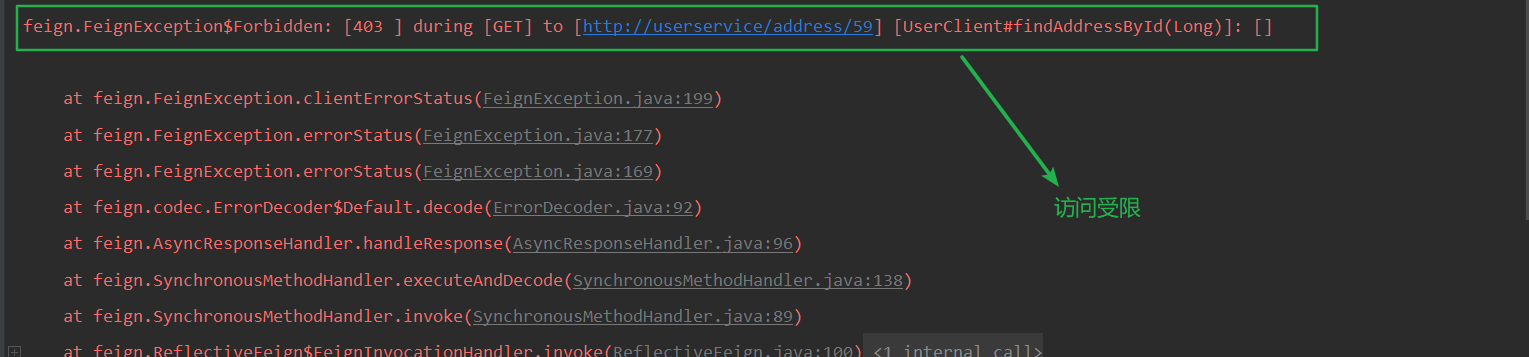 feign.FeignException$Forbidden: [403 ] during [GET] to [http://userservice/address/59] [UserClient#findAddressById(Long)]: []
at feign.FeignException.clientErrorStatus(FeignException.java:199)
at feign.FeignException.errorStatus(FeignException.java:177)
at feign.FeignException.errorStatus(FeignException.java:169)
at feign.codec.ErrorDecoder$Default.decode(ErrorDecoder.java:92)
访问受限
at feign.AsyncResponseHandler.handleResponse(AsyncResponseHandler.java:96)
at feign.SynchronousMethodHandler.executeAndDecode(SynchronousMethodHandler.java:138)
at feign.SynchronousMethodHandler.invoke(SynchronousMethodHandler.java:89)
at feign.ReflectiveFeign$FeignInvocationHandler.invoke(ReflectiveFeign.java:100) <1 internal call>